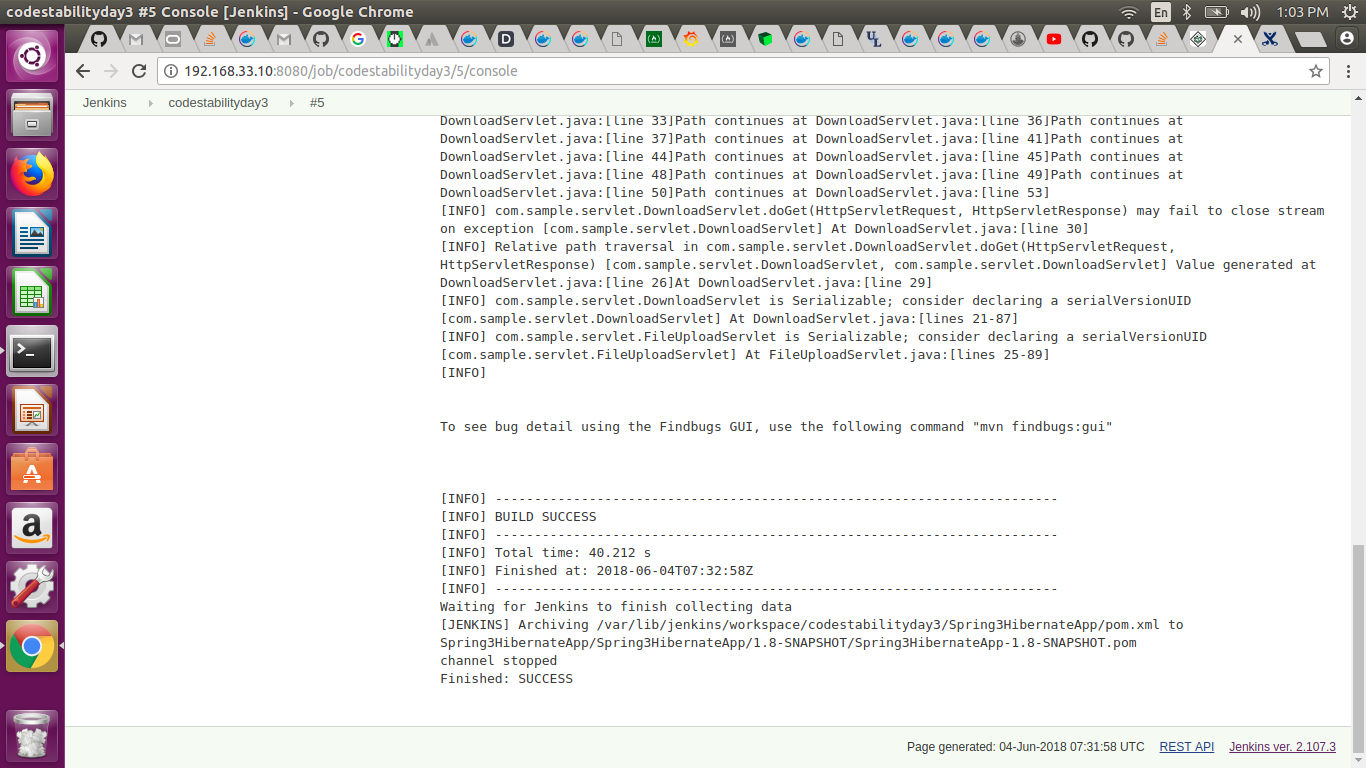 codestabilityday3 #5 Console [Jenkins] - Google Chrome
En
1:03 PM
192.168.33.10:8080/job/codestabilityday3/5/console
Jenkins
codestabilityday3
#5
DownloadServlet.java:[line 33]Path continues at DownloadServlet.java:[line 36]Path continues at
DownloadServlet.java:[line 37]Path continues at DownloadServlet.java:[line 41]Path continues at
DownloadServlet.java:[line 44]Path continues at DownloadServlet.java:[line 45]Path continues at
DownloadServlet.java:[line 48]Path continues at DownloadServlet.java:[line 49]Path continues at
DownloadServlet.java:[line 50]Path continues at DownloadServlet.java:[line 53]
[INFO] com.sample.servlet.DownloadServlet.doGet(HttpServletRequest, HttpServletResponse) may fail to close stream
on exception [com.sample.servlet.DownloadServlet] At DownloadServlet.java:[line 30]
[INFO] Relative path traversal in com.sample.servlet.DownloadServlet.doGet(HttpServletRequest,
HttpServletResponse) [com.sample.servlet.DownloadServlet, com.sample.servlet.DownloadServlet] Value generated at
DownloadServlet.java:[line 26]At DownloadServlet.java:[line 29]
[INFO] com.sample.servlet.DownloadServlet is Serializable; consider declaring a serialVersionUID
[com.sample.servlet.DownloadServlet] At DownloadServlet.java:[lines 21-87]
[INFO] com.sample.servlet.FileUploadServlet is Serializable; consider declaring a serialVersionUID
[com.sample.servlet.FileUploadServlet] At FileUploadServlet.java:[lines 25-89]
[INFO]
To see bug detail using the Findbugs GUI, use the following command "mvn findbugs:gui"
[INFO] ------------------------------------------------------------------------
[INFO] BUILD SUCCESS
[INFO] ------------------------------------------------------------------------
[INFO] Total time: 40.212 s
[INFO] Finished at: 2018-06-04T07:32:58Z
[INFO] ------------------------------------------------------------------------
Waiting for Jenkins to finish collecting data
[JENKINS] Archiving /var/lib/jenkins/workspace/codestabilityday3/Spring3HibernateApp/pom.xml to
Spring3HibernateApp/Spring3HibernateApp/1.8-SNAPSHOT/Spring3HibernateApp-1.8-SNAPSHOT.pom
channel stopped
Finished: SUCCESS
Page generated: 04-Jun-2018 07:31:58 UTC
REST API
Jenkins ver. 2.107.3